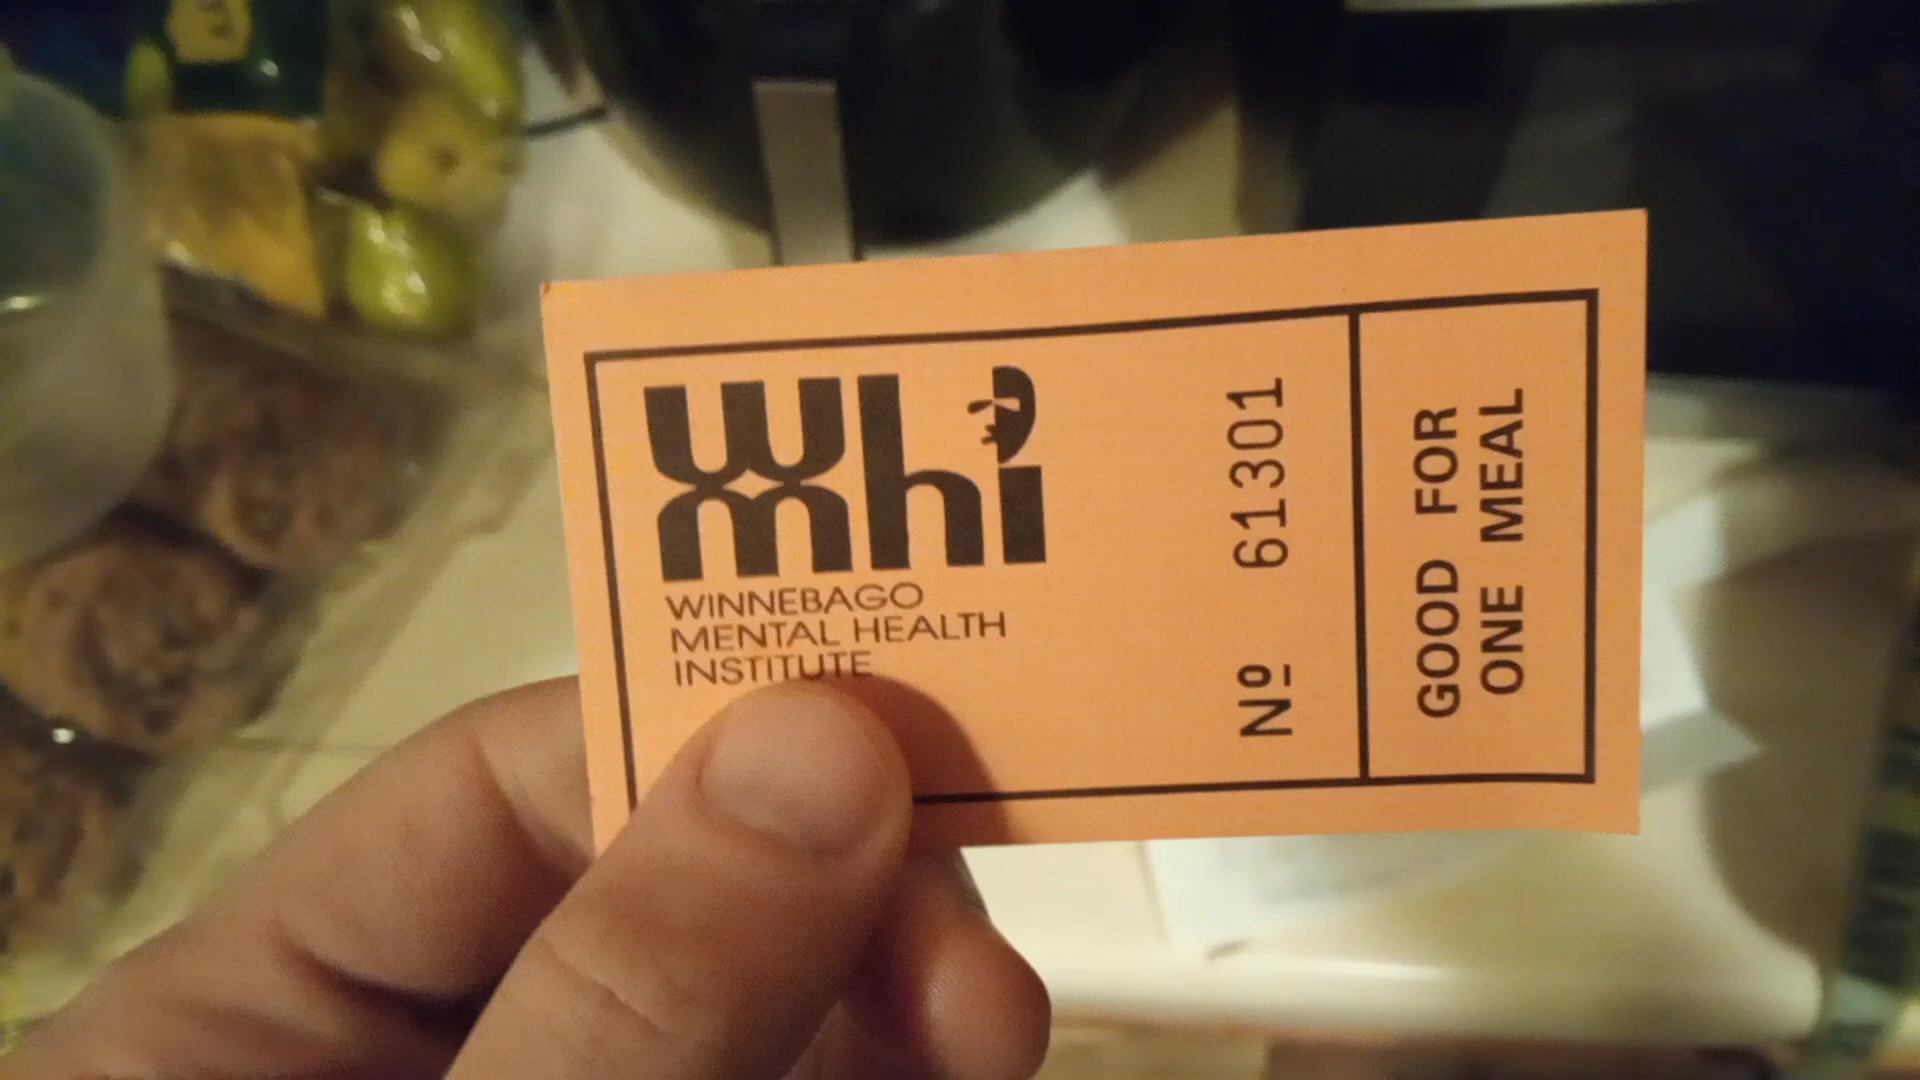 wmhi
WINNEBAGO
MENTAL HEALTH
INSTITUTE
Nº 61301
GOOD FOR
ONE MEAL